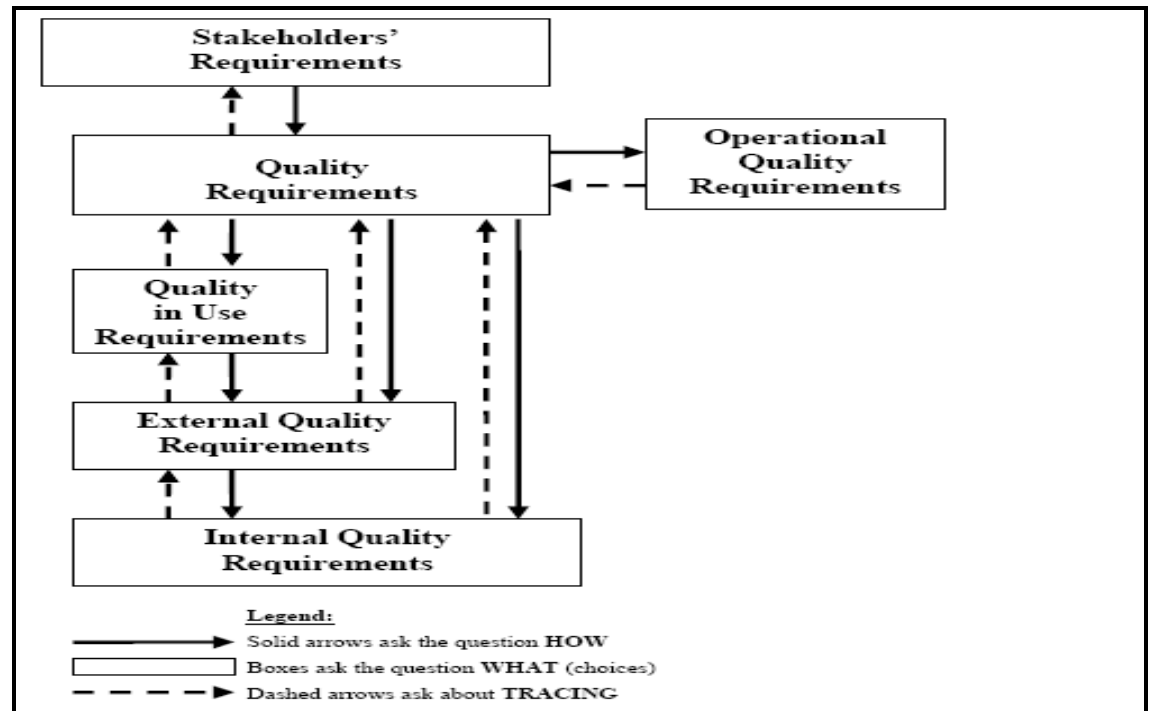 Stakeholders’
Requirements
Quality
Requirements
Operational
Quality
Requirements
Quality
in Use
Requirements
External Quality
Requirements
Internal Quality
Requirements
Legend:
Solid arrows ask the question HOW
Boxes ask the question WHAT (choices)
Dashed arrows ask about TRACING